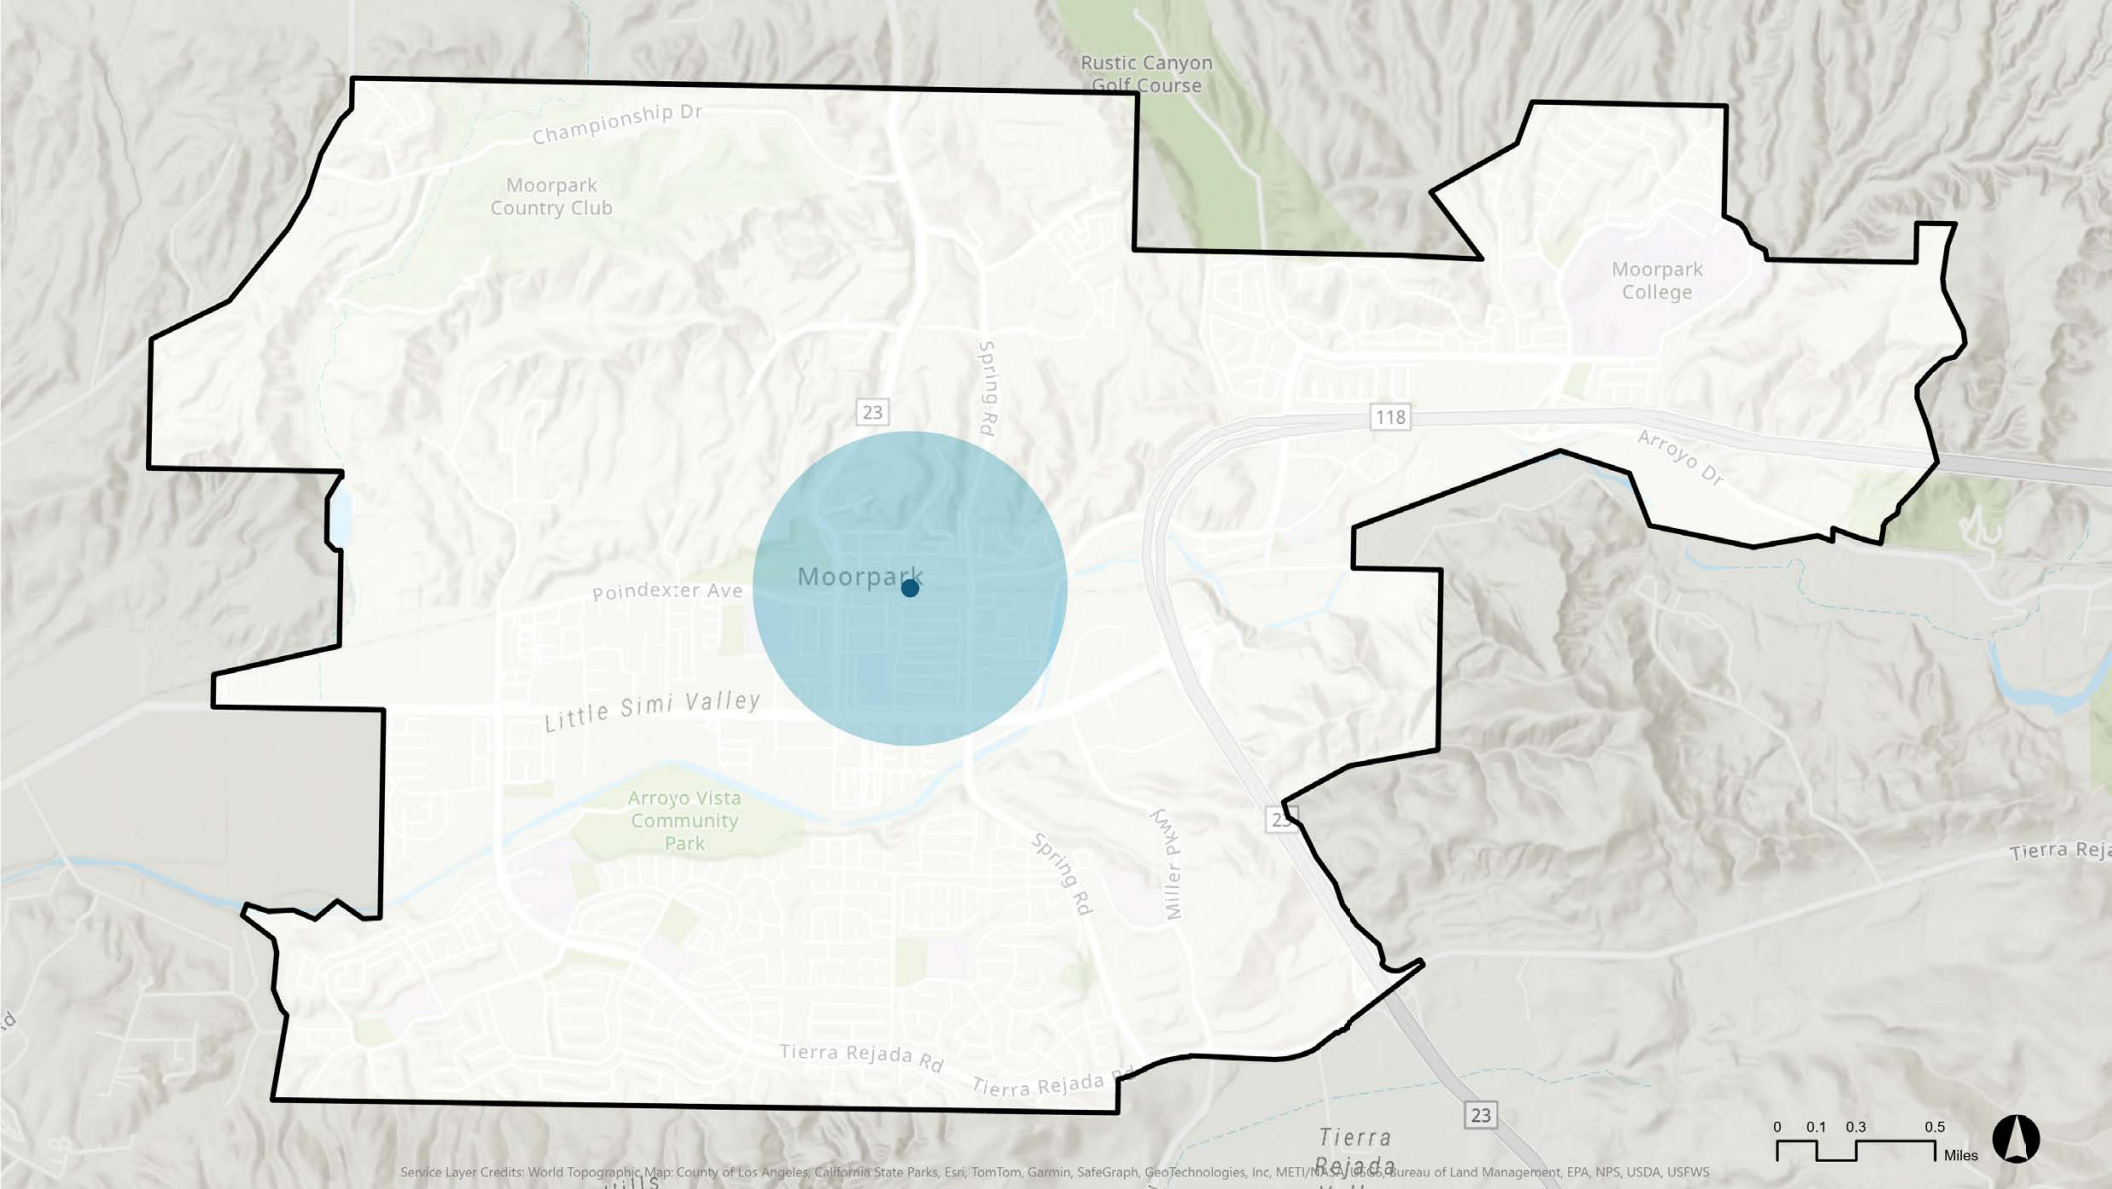 Rustic Canyon
Golf Course
Championship Dr
Moorpark
Country Club
Moorpark
College
Spring Rd
23
118
Arroyo Dr
Moorpark
Poindexter Ave
Little Simi Valley
Arroyo Vista
Community
Park
23
Spring Rd
Miller Pkwy
Tierra Reja
Tierra Rejada Rd
Tierra Rejada Rd
23
Tierra
Rejada
0 0.1 0.3 0.5
Miles
Service Layer Credits: World Topographic Map: County of Los Angeles, California State Parks, Esri, TomTom, Garmin, SafeGraph, GeoTechnologies, Inc, METI/NASA, USGS, Bureau of Land Management, EPA, NPS, USDA, USFWS